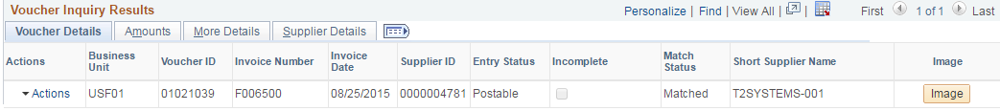 Voucher Inquiry Results
Personalize | Find | View All | First 1 of 1 Last
Voucher Details Amounts More Details Supplier Details
Actions Business Unit Voucher ID Invoice Number Invoice Date Supplier ID Entry Status Incomplete Match Status Short Supplier Name Image
Actions USF01 01021039 F006500 08/25/2015 0000004781 Postable Matched T2SYSTEMS-001 Image